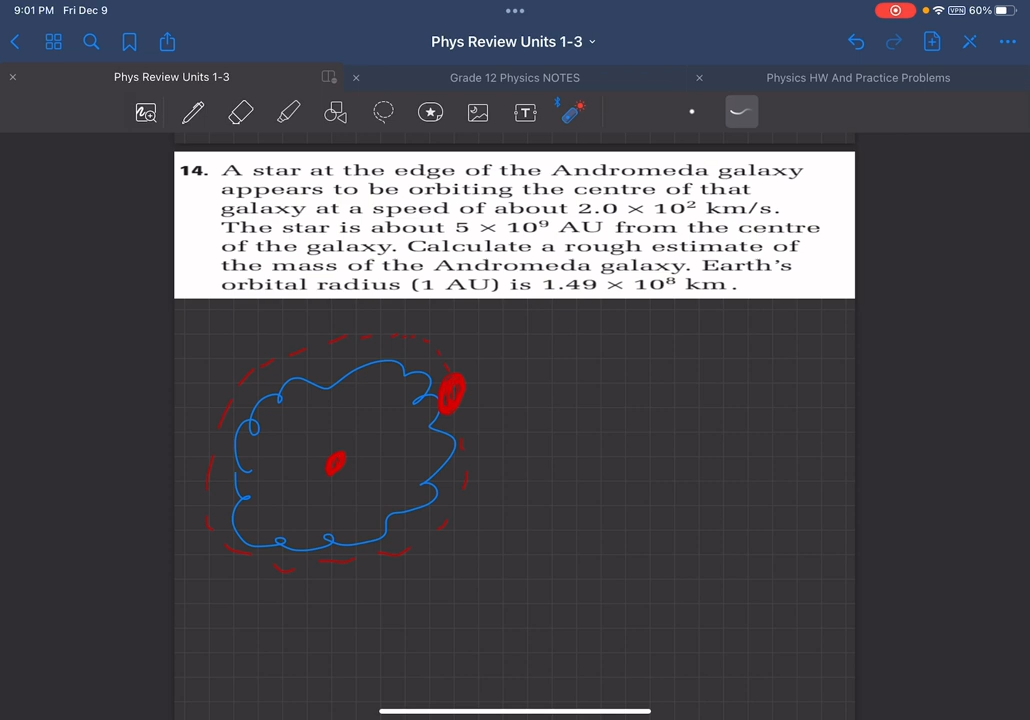 9:01 PM Fri Dec 9
VPN 60%
Phys Review Units 1-3
Phys Review Units 1-3
Grade 12 Physics NOTES
Physics HW And Practice Problems
T
14. A star at the edge of the Andromeda galaxy
appears to be orbiting the centre of that
galaxy at a speed of about 2.0 × 10² km/s.
The star is about 5 × 10⁹ AU from the centre
of the galaxy. Calculate a rough estimate of
the mass of the Andromeda galaxy. Earth's
orbital radius (1 AU) is 1.49 × 10⁸ km.